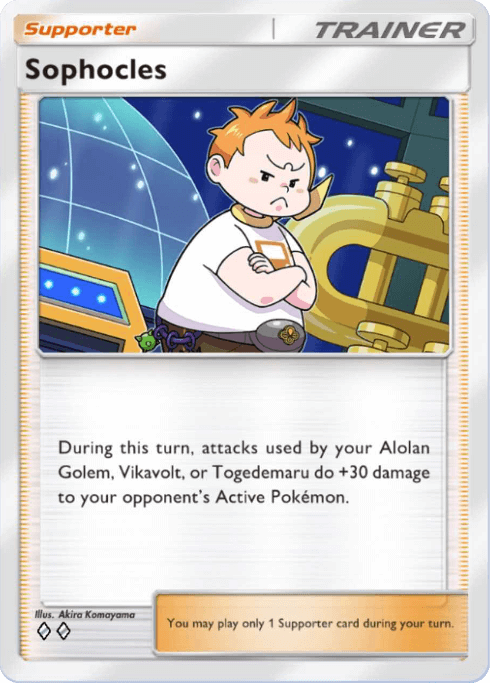 Supporter
TRAINER
Sophocles
During this turn, attacks used by your Alolan
Golem, Vikavolt, or Togedemaru do +30 damage
to your opponent's Active Pokémon.
Illus. Akira Komayama
You may play only 1 Supporter card during your turn.